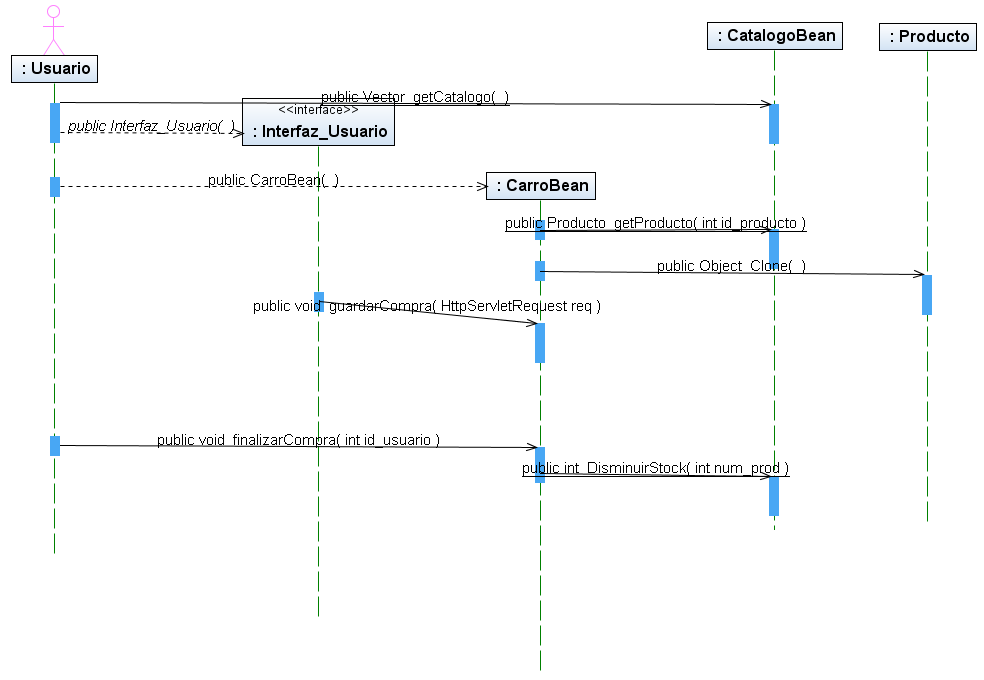 : Usuario
: CatalogoBean
: Producto
public Vector getCatalogo( )
<<interface>>
: Interfaz_Usuario
public Interfaz_Usuario( )
public CarroBean( )
: CarroBean
public Producto getProducto( int id_producto )
public Object Clone( )
public void guardarCompra( HttpServletRequest req )
public void finalizarCompra( int id_usuario )
public int DisminuirStock( int num_prod )